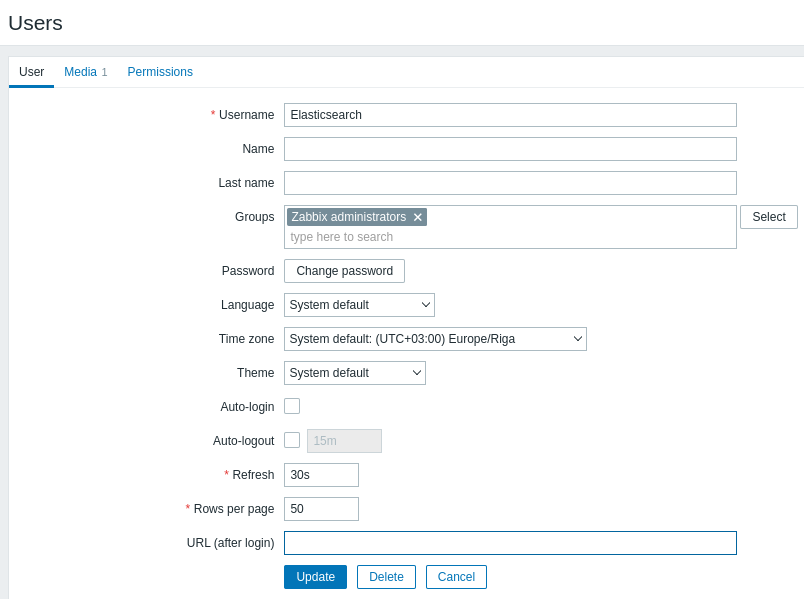 Users
User Media 1 Permissions
* Username Elasticsearch
Name
Last name
Groups Zabbix administrators ✕ Select
type here to search
Password Change password
Language System default
Time zone System default: (UTC+03:00) Europe/Riga
Theme System default
Auto-login
Auto-logout 15m
* Refresh 30s
* Rows per page 50
URL (after login)
Update Delete Cancel